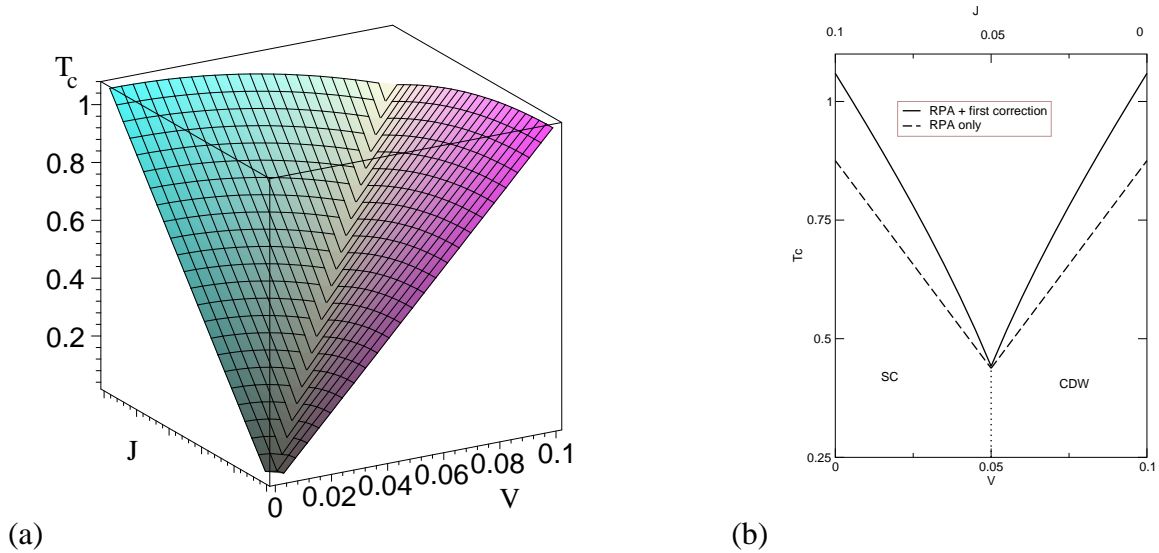 T_c
1
0.8
0.6
0.4
0.2
J
0 0.02 0.04 0.06 0.08 0.1
V
(a)
J
0.1 0.05 0
RPA + first correction
RPA only
1
0.75
Tc
0.5
0.25
SC
CDW
0 0.05 0.1
V
(b)